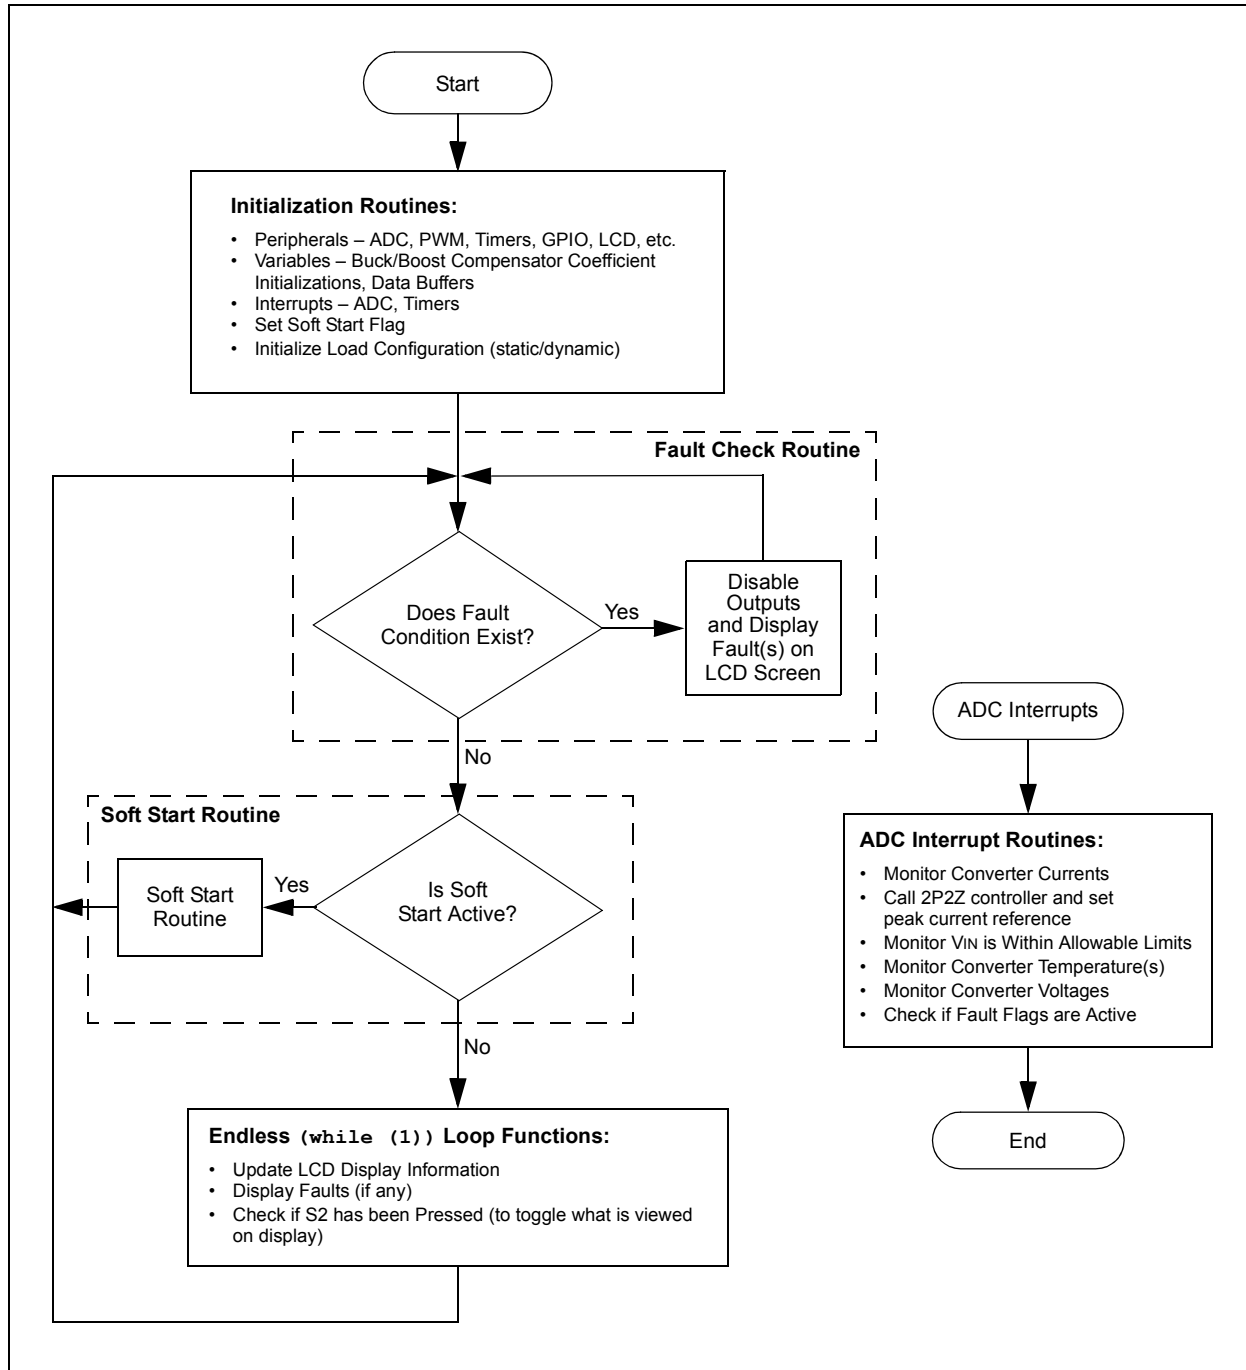 Start
Initialization Routines:
• Peripherals – ADC, PWM, Timers, GPIO, LCD, etc.
• Variables – Buck/Boost Compensator Coefficient
Initializations, Data Buffers
• Interrupts – ADC, Timers
• Set Soft Start Flag
• Initialize Load Configuration (static/dynamic)
Fault Check Routine
Does Fault
Condition Exist?
Yes
Disable
Outputs
and Display
Fault(s) on
LCD Screen
No
Soft Start Routine
Is Soft
Start Active?
Yes
Soft Start
Routine
No
Endless (while (1)) Loop Functions:
• Update LCD Display Information
• Display Faults (if any)
• Check if S2 has been Pressed (to toggle what is viewed
on display)
ADC Interrupts
ADC Interrupt Routines:
• Monitor Converter Currents
• Call 2P2Z controller and set
peak current reference
• Monitor VIN is Within Allowable Limits
• Monitor Converter Temperature(s)
• Monitor Converter Voltages
• Check if Fault Flags are Active
End